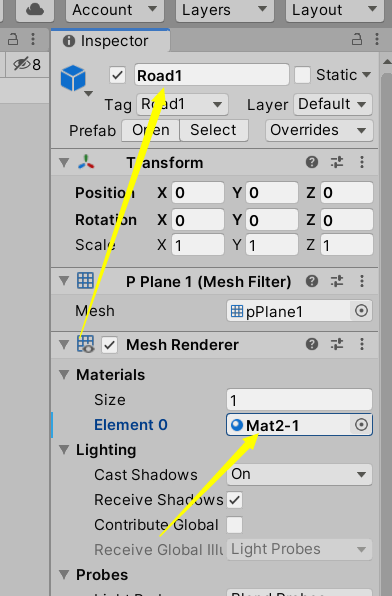 Account Layers Layout
Inspector
8
Road1 Static
Tag Road1 Layer Default
Prefab Open Select Overrides
Transform
Position X 0 Y 0 Z 0
Rotation X 0 Y 0 Z 0
Scale X 1 Y 1 Z 1
P Plane 1 (Mesh Filter)
Mesh pPlane1
Mesh Renderer
Materials
Size 1
Element 0 Mat2-1
Lighting
Cast Shadows On
Receive Shadows
Contribute Global
Receive Global Illu Light Probes
Probes